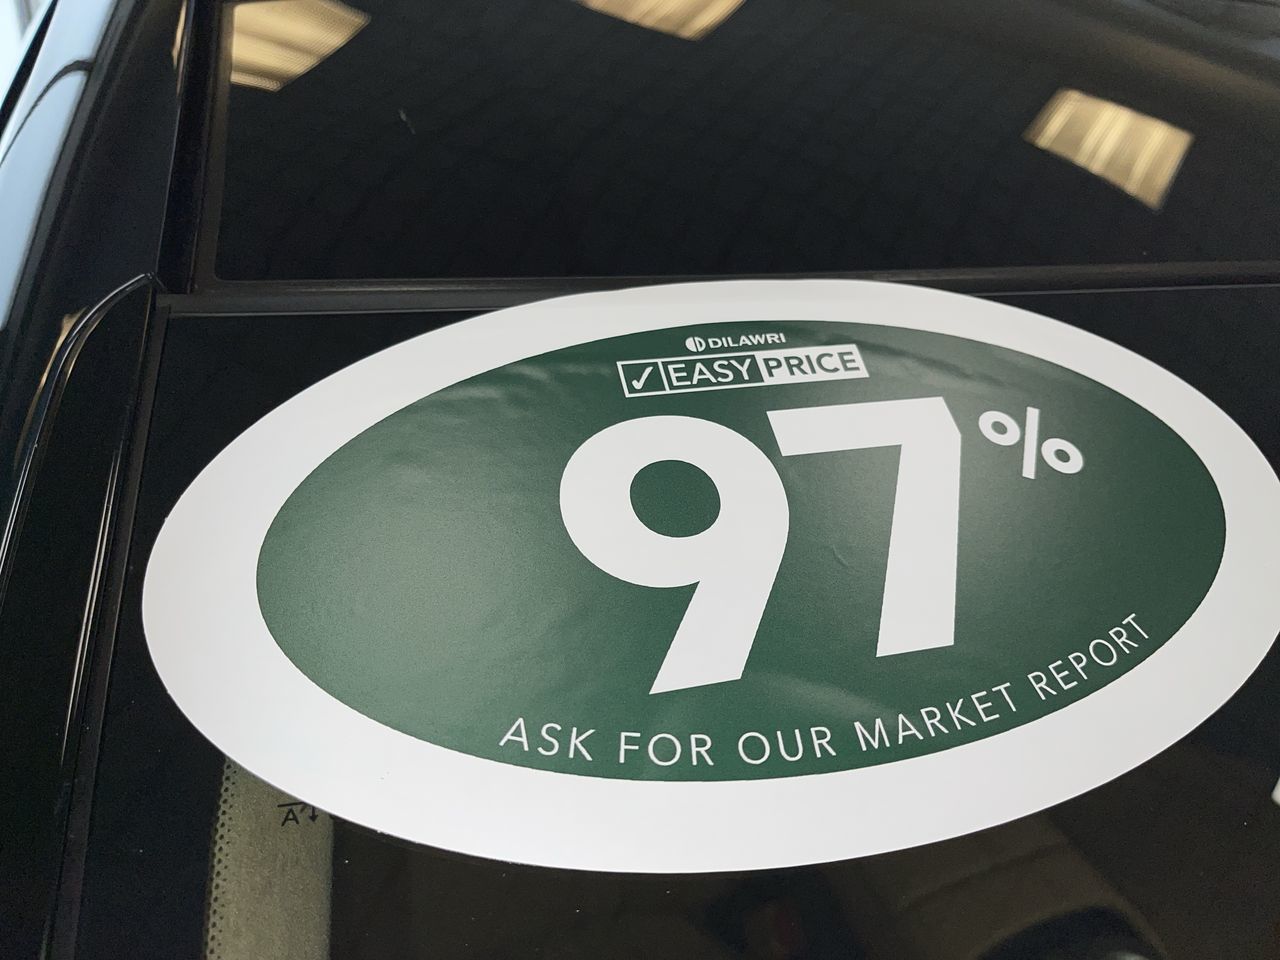 DILAWRI
✓ EASY PRICE
97%
ASK FOR OUR MARKET REPORT
A